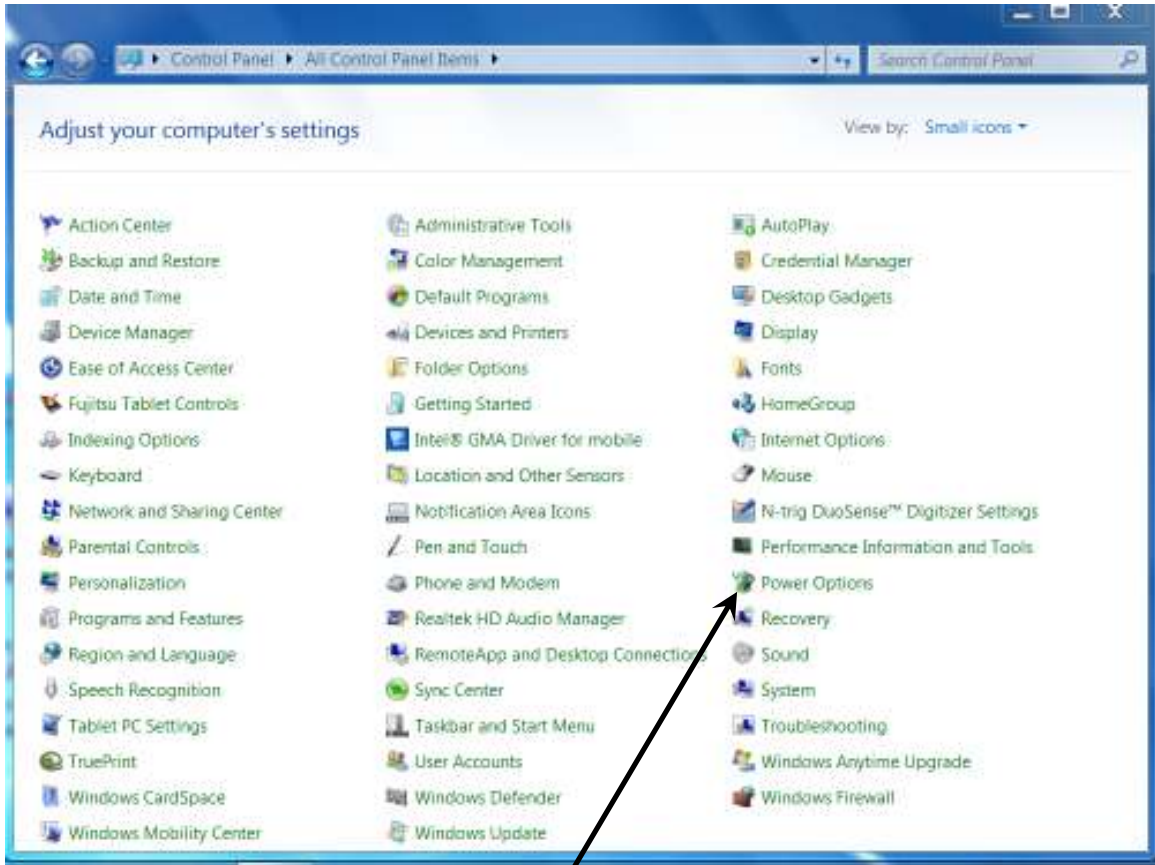 Control Panel All Control Panel Items Search Control Panel
Adjust your computer's settings View by: Small icons
Action Center Administrative Tools AutoPlay
Backup and Restore Color Management Credential Manager
Date and Time Default Programs Desktop Gadgets
Device Manager Devices and Printers Display
Ease of Access Center Folder Options Fonts
Fujitsu Tablet Controls Getting Started HomeGroup
Indexing Options Intel® GMA Driver for mobile Internet Options
Keyboard Location and Other Sensors Mouse
Network and Sharing Center Notification Area Icons N-trig DuoSense™ Digitizer Settings
Parental Controls Pen and Touch Performance Information and Tools
Personalization Phone and Modem Power Options
Programs and Features Realtek HD Audio Manager Recovery
Region and Language RemoteApp and Desktop Connections Sound
Speech Recognition Sync Center System
Tablet PC Settings Taskbar and Start Menu Troubleshooting
TruePrint User Accounts Windows Anytime Upgrade
Windows CardSpace Windows Defender Windows Firewall
Windows Mobility Center Windows Update